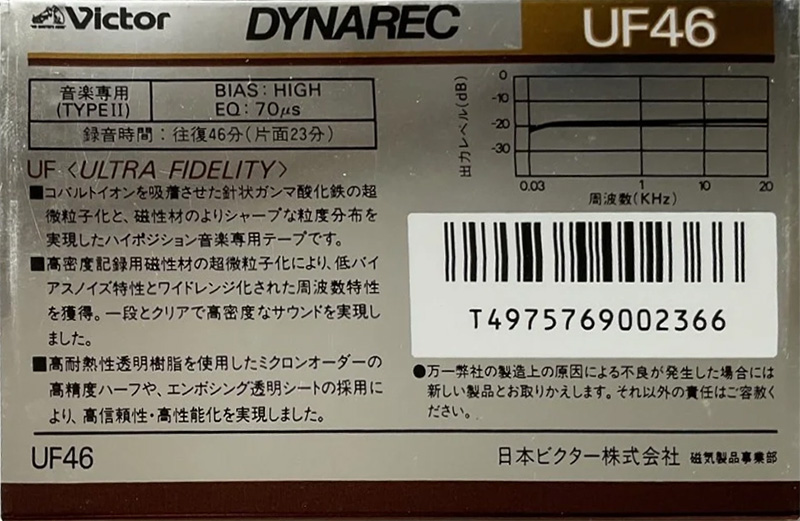 Victor DYNAREC UF46
音楽専用
(TYPEII)
BIAS: HIGH
EQ: 70μs
録音時間:往復46分(片面23分)
UF〈ULTRA FIDELITY〉
■コバルトイオンを吸着させた針状ガンマ酸化鉄の超
微粒子化と、磁性材のよりシャープな粒度分布を
実現したハイポジション音楽専用テープです。
■高密度記録用磁性材の超微粒子化により、低バイ
アスノイズ特性とワイドレンジ化された周波数特性
を獲得。一段とクリアで高密度なサウンドを実現し
ました。
■高耐熱性透明樹脂を使用したミクロンオーダーの
高精度ハーフや、エンボシング透明シートの採用に
より、高信頼性・高性能化を実現しました。
出力レベル(dB)
0
-10
-20
-30
0.03 1 10 20
周波数(KHz)
T4975769002366
●万一弊社の製造上の原因による不良が発生した場合には
新しい製品とお取りかえします。それ以外の責任はご容赦く
ださい。
UF46
日本ビクター株式会社 磁気製品事業部